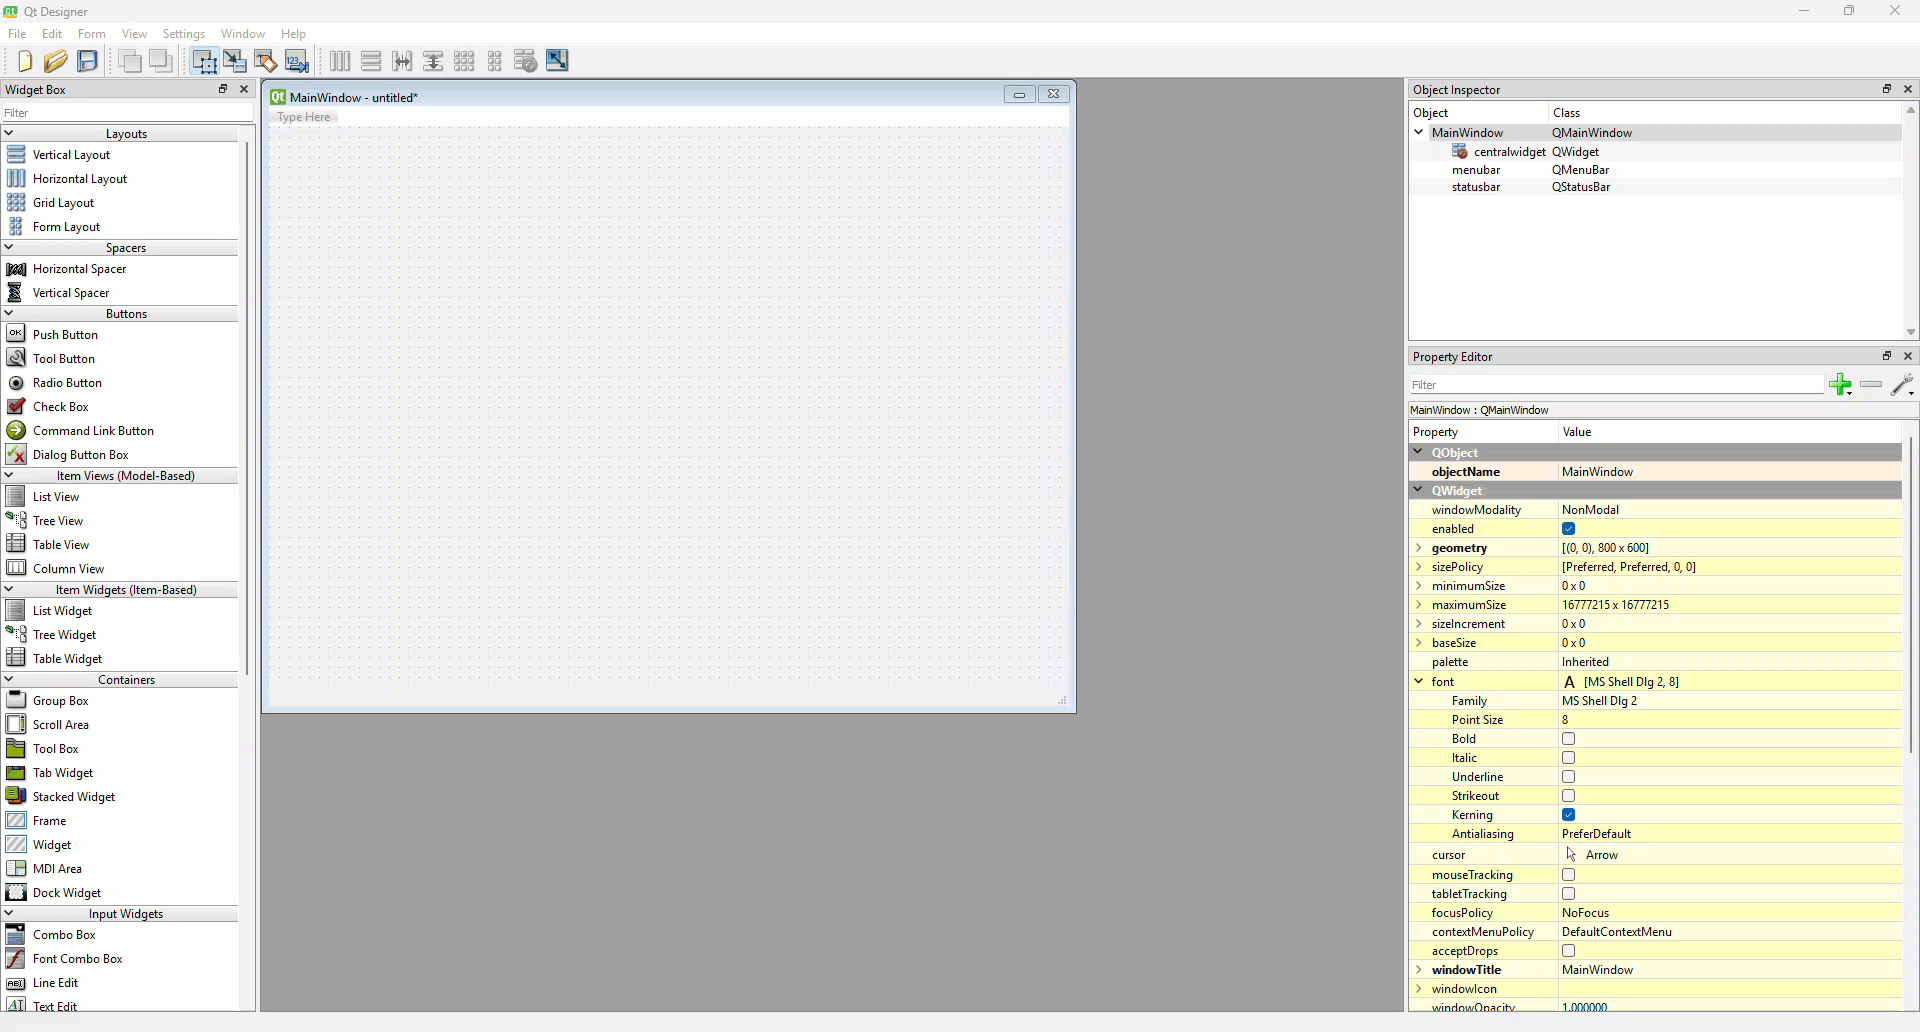 Qt Designer
File Edit Form View Settings Window Help
Widget Box
Filter
Layouts
Vertical Layout
Horizontal Layout
Grid Layout
Form Layout
Spacers
Horizontal Spacer
Vertical Spacer
Buttons
Push Button
Tool Button
Radio Button
Check Box
Command Link Button
Dialog Button Box
Item Views (Model-Based)
List View
Tree View
Table View
Column View
Item Widgets (Item-Based)
List Widget
Tree Widget
Table Widget
Containers
Group Box
Scroll Area
Tool Box
Tab Widget
Stacked Widget
Frame
Widget
MDI Area
Dock Widget
Input Widgets
Combo Box
Font Combo Box
Line Edit
Text Edit
MainWindow - untitled*
Type Here
Object Inspector
Object Class
MainWindow QMainWindow
centralwidget QWidget
menubar QMenuBar
statusbar QStatusBar
Property Editor
Filter
MainWindow : QMainWindow
Property Value
QObject
objectName MainWindow
QWidget
windowModality NonModal
enabled
geometry [(0, 0), 800 x 600]
sizePolicy [Preferred, Preferred, 0, 0]
minimumSize 0 x 0
maximumSize 16777215 x 16777215
sizeIncrement 0 x 0
baseSize 0 x 0
palette Inherited
font A [MS Shell Dlg 2, 8]
Family MS Shell Dlg 2
Point Size 8
Bold
Italic
Underline
Strikeout
Kerning
Antialiasing PreferDefault
cursor Arrow
mouseTracking
tabletTracking
focusPolicy NoFocus
contextMenuPolicy DefaultContextMenu
acceptDrops
windowTitle MainWindow
windowIcon
windowOpacity 1.000000